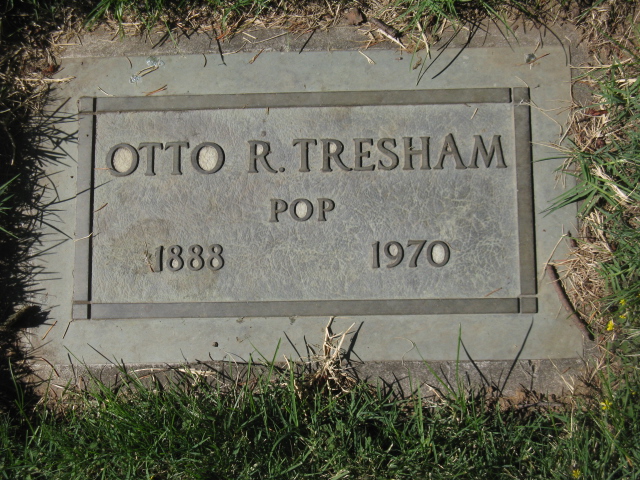 OTTO R. TRESHAM
POP
1888 1970